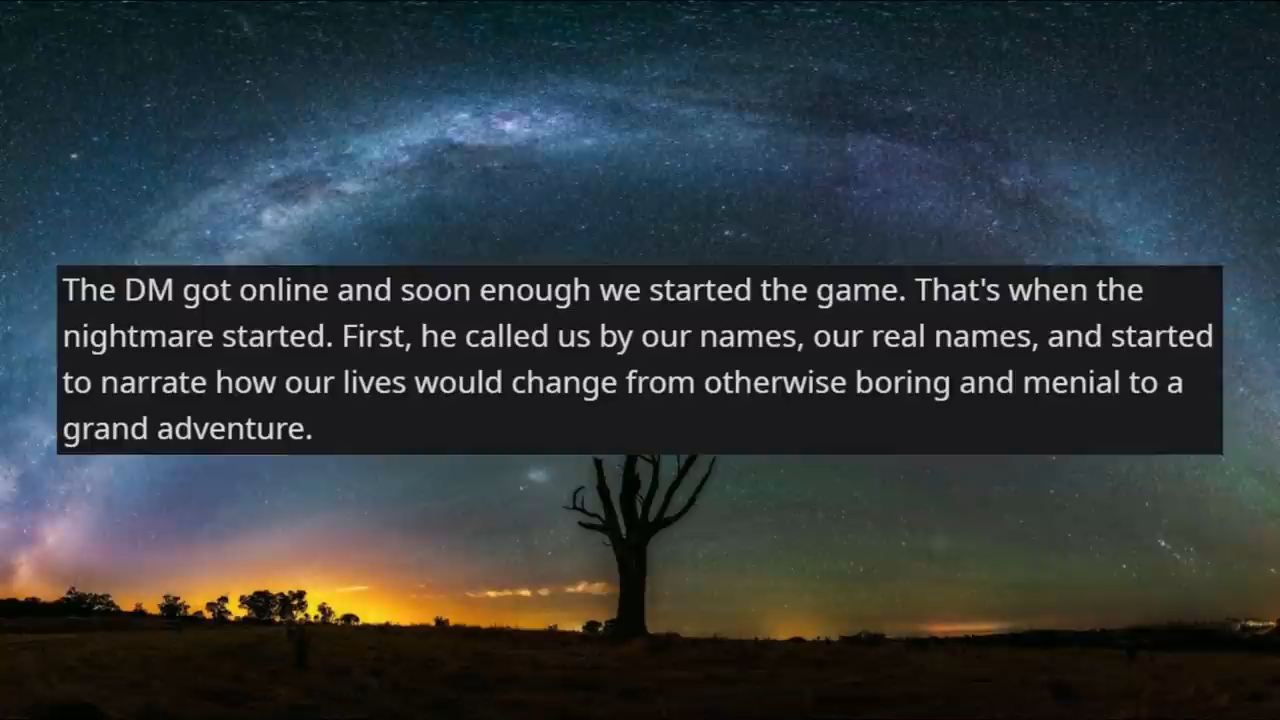 The DM got online and soon enough we started the game. That's when the
nightmare started. First, he called us by our names, our real names, and started
to narrate how our lives would change from otherwise boring and menial to a
grand adventure.